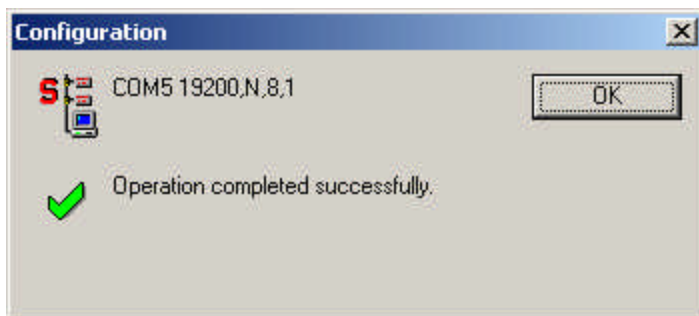 Configuration
S
COM5 19200,N,8,1
OK
Operation completed successfully.